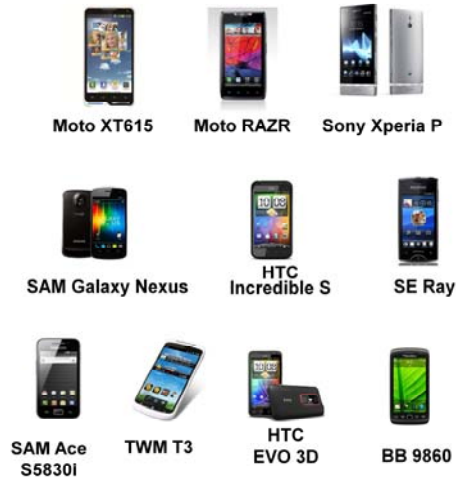 Moto XT615
Moto RAZR
Sony Xperia P
SAM Galaxy Nexus
HTC
Incredible S
SE Ray
SAM Ace
S5830i
TWM T3
HTC
EVO 3D
BB 9860